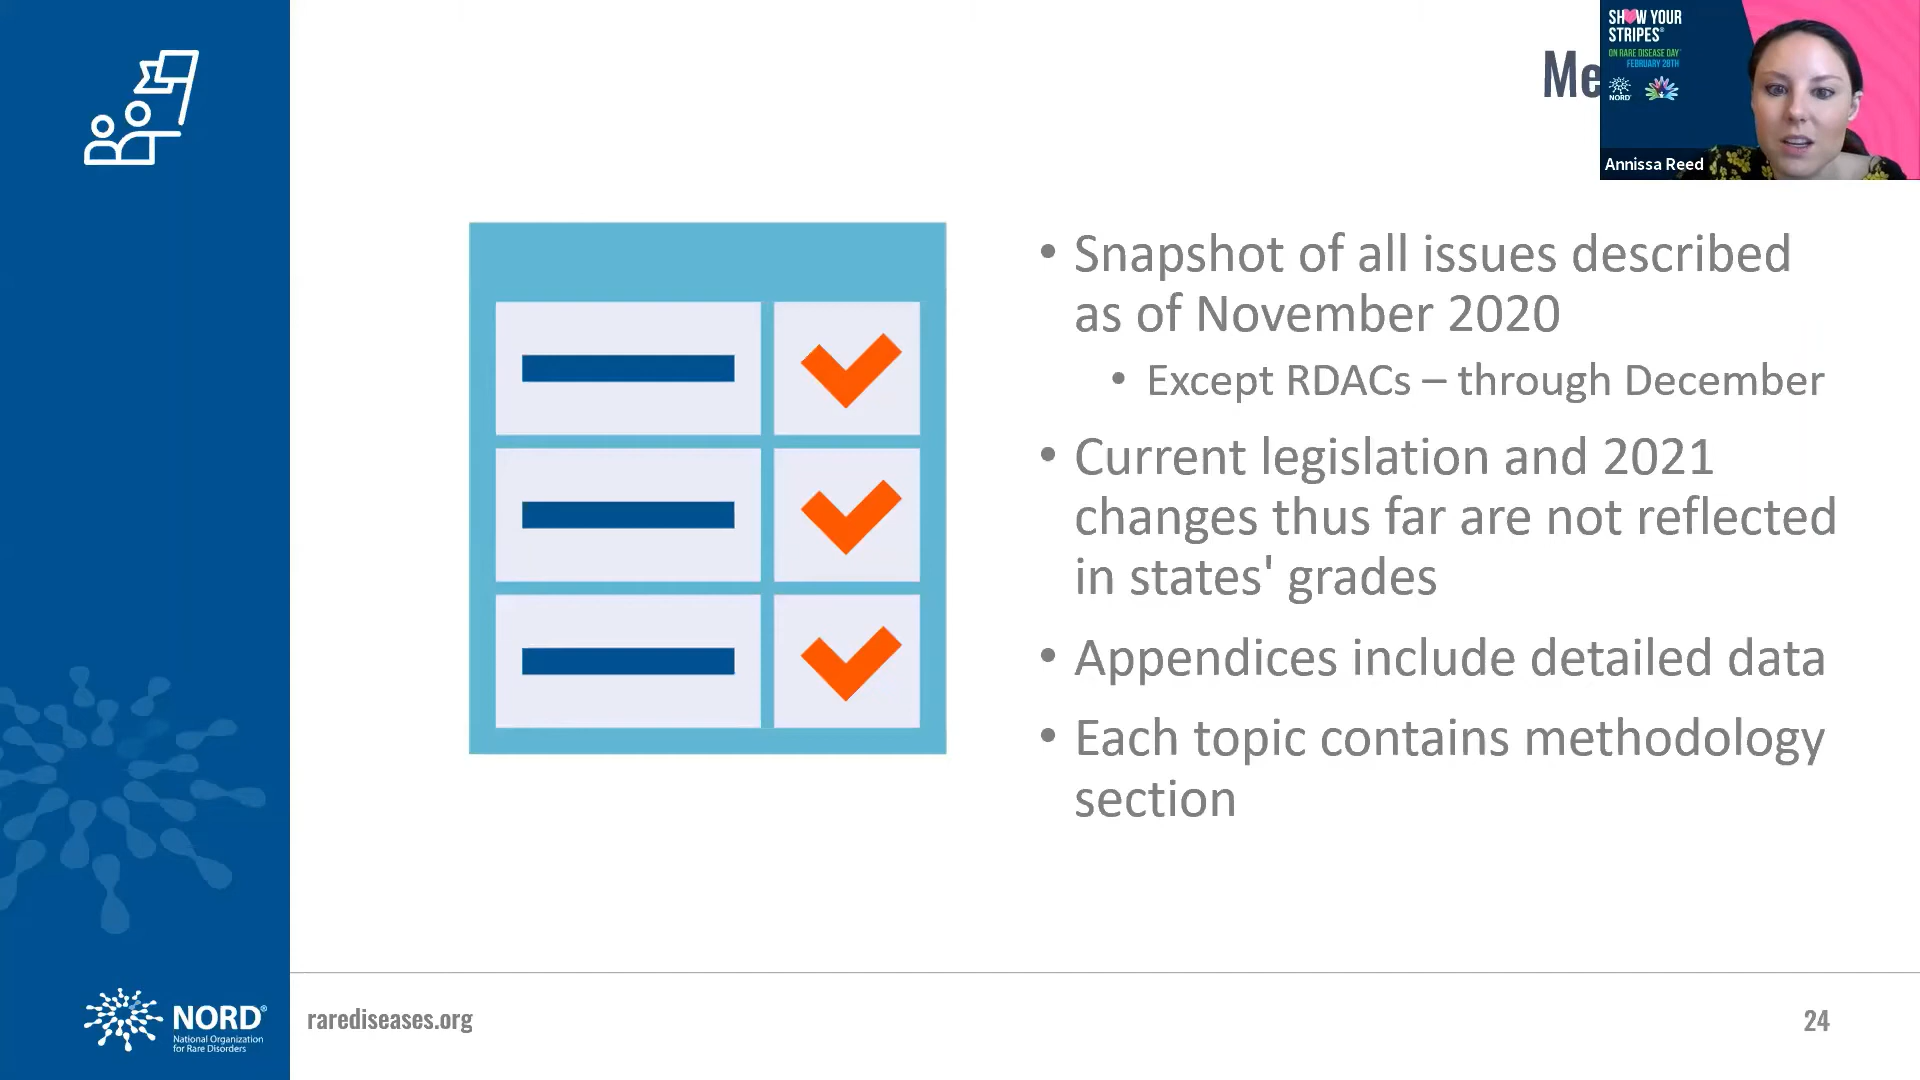 Me
SHOW YOUR
STRIPES®
ON RARE DISEASE DAY®
FEBRUARY 28TH
NORD
Annissa Reed
• Snapshot of all issues described
as of November 2020
• Except RDACs – through December
• Current legislation and 2021
changes thus far are not reflected
in states' grades
• Appendices include detailed data
• Each topic contains methodology
section
NORD®
National Organization
for Rare Disorders
rarediseases.org
24